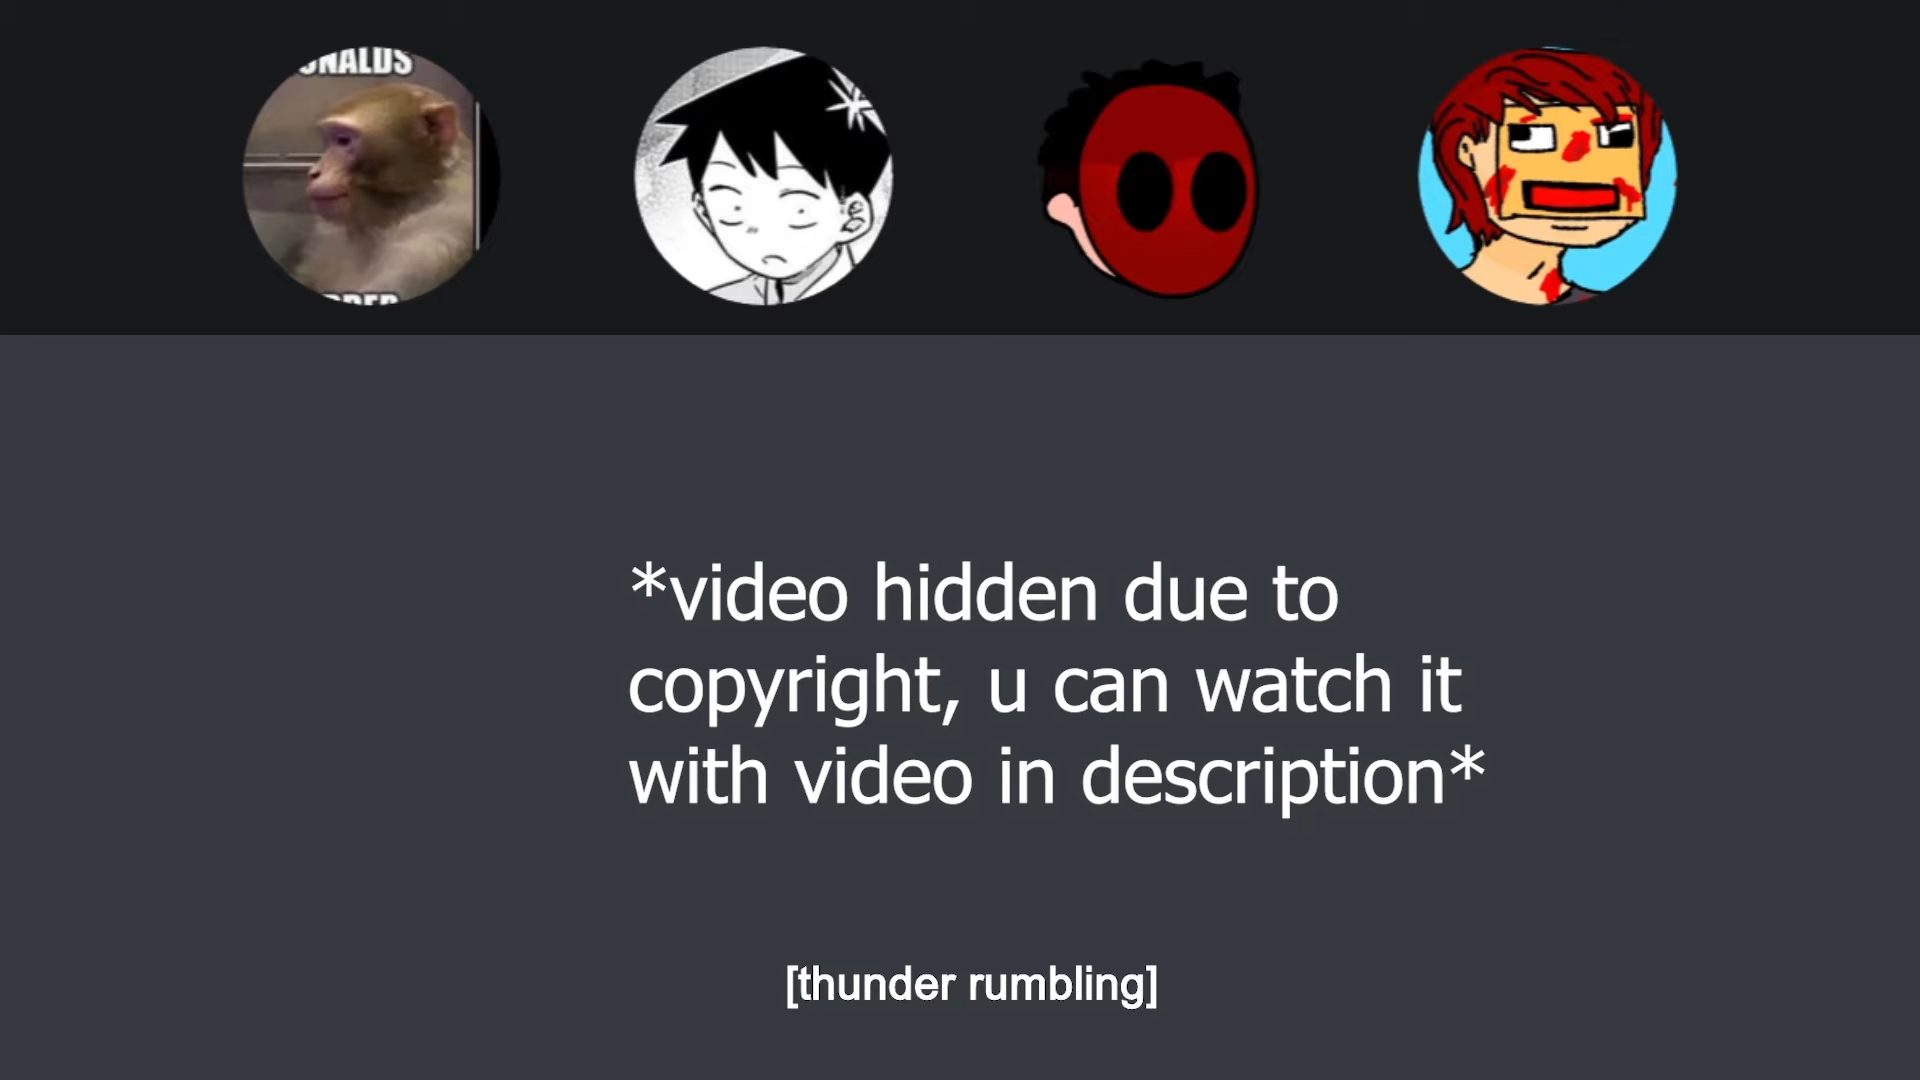 *video hidden due to
copyright, u can watch it
with video in description*
[thunder rumbling]